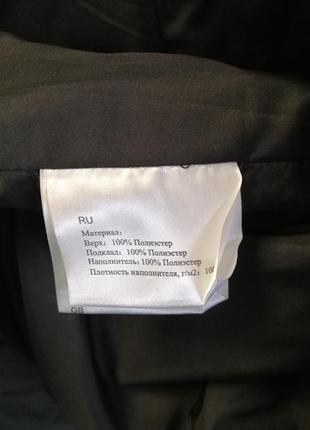 RU
Материал:
Верх: 100% Полиэстер
Подклад: 100% Полиэстер
Наполнитель: 100% Полиэстер
Плотность наполнителя, г/м2:
GB